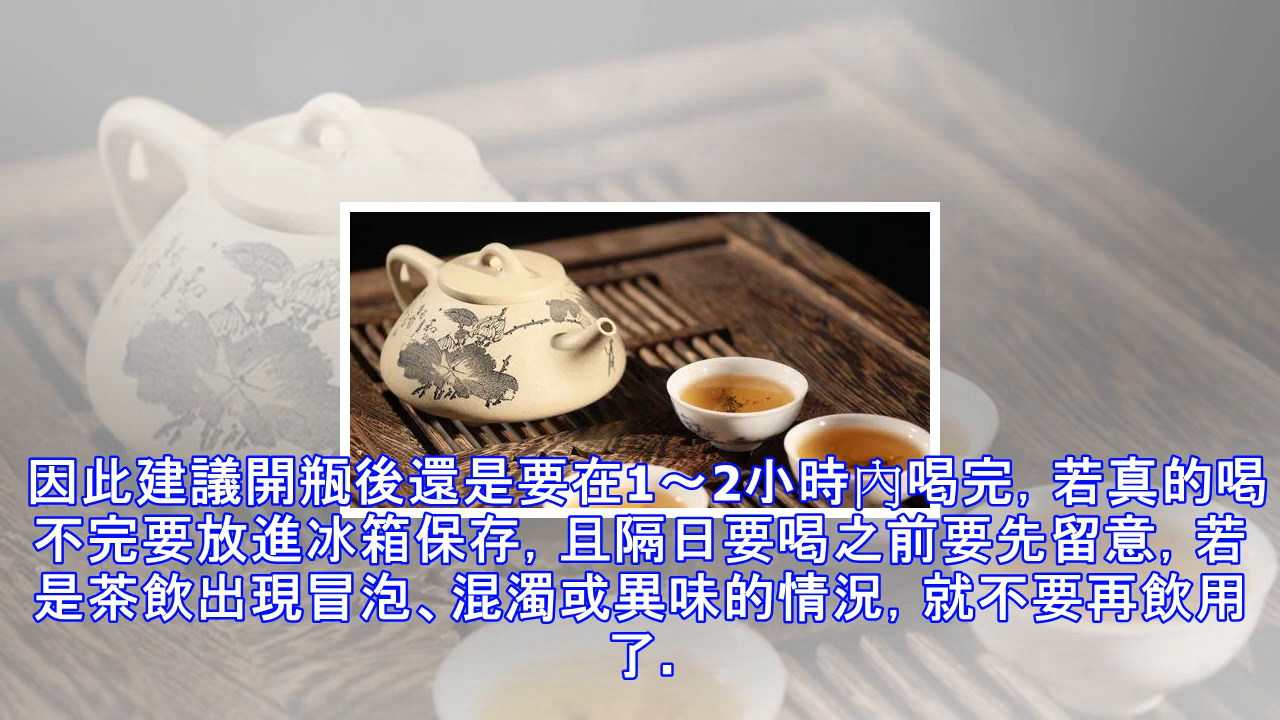 因此建議開瓶後還是要在1～2小時內喝完, 若真的喝
不完要放進冰箱保存, 且隔日要喝之前要先留意, 若
是茶飲出現冒泡、混濁或異味的情況, 就不要再飲用
了.